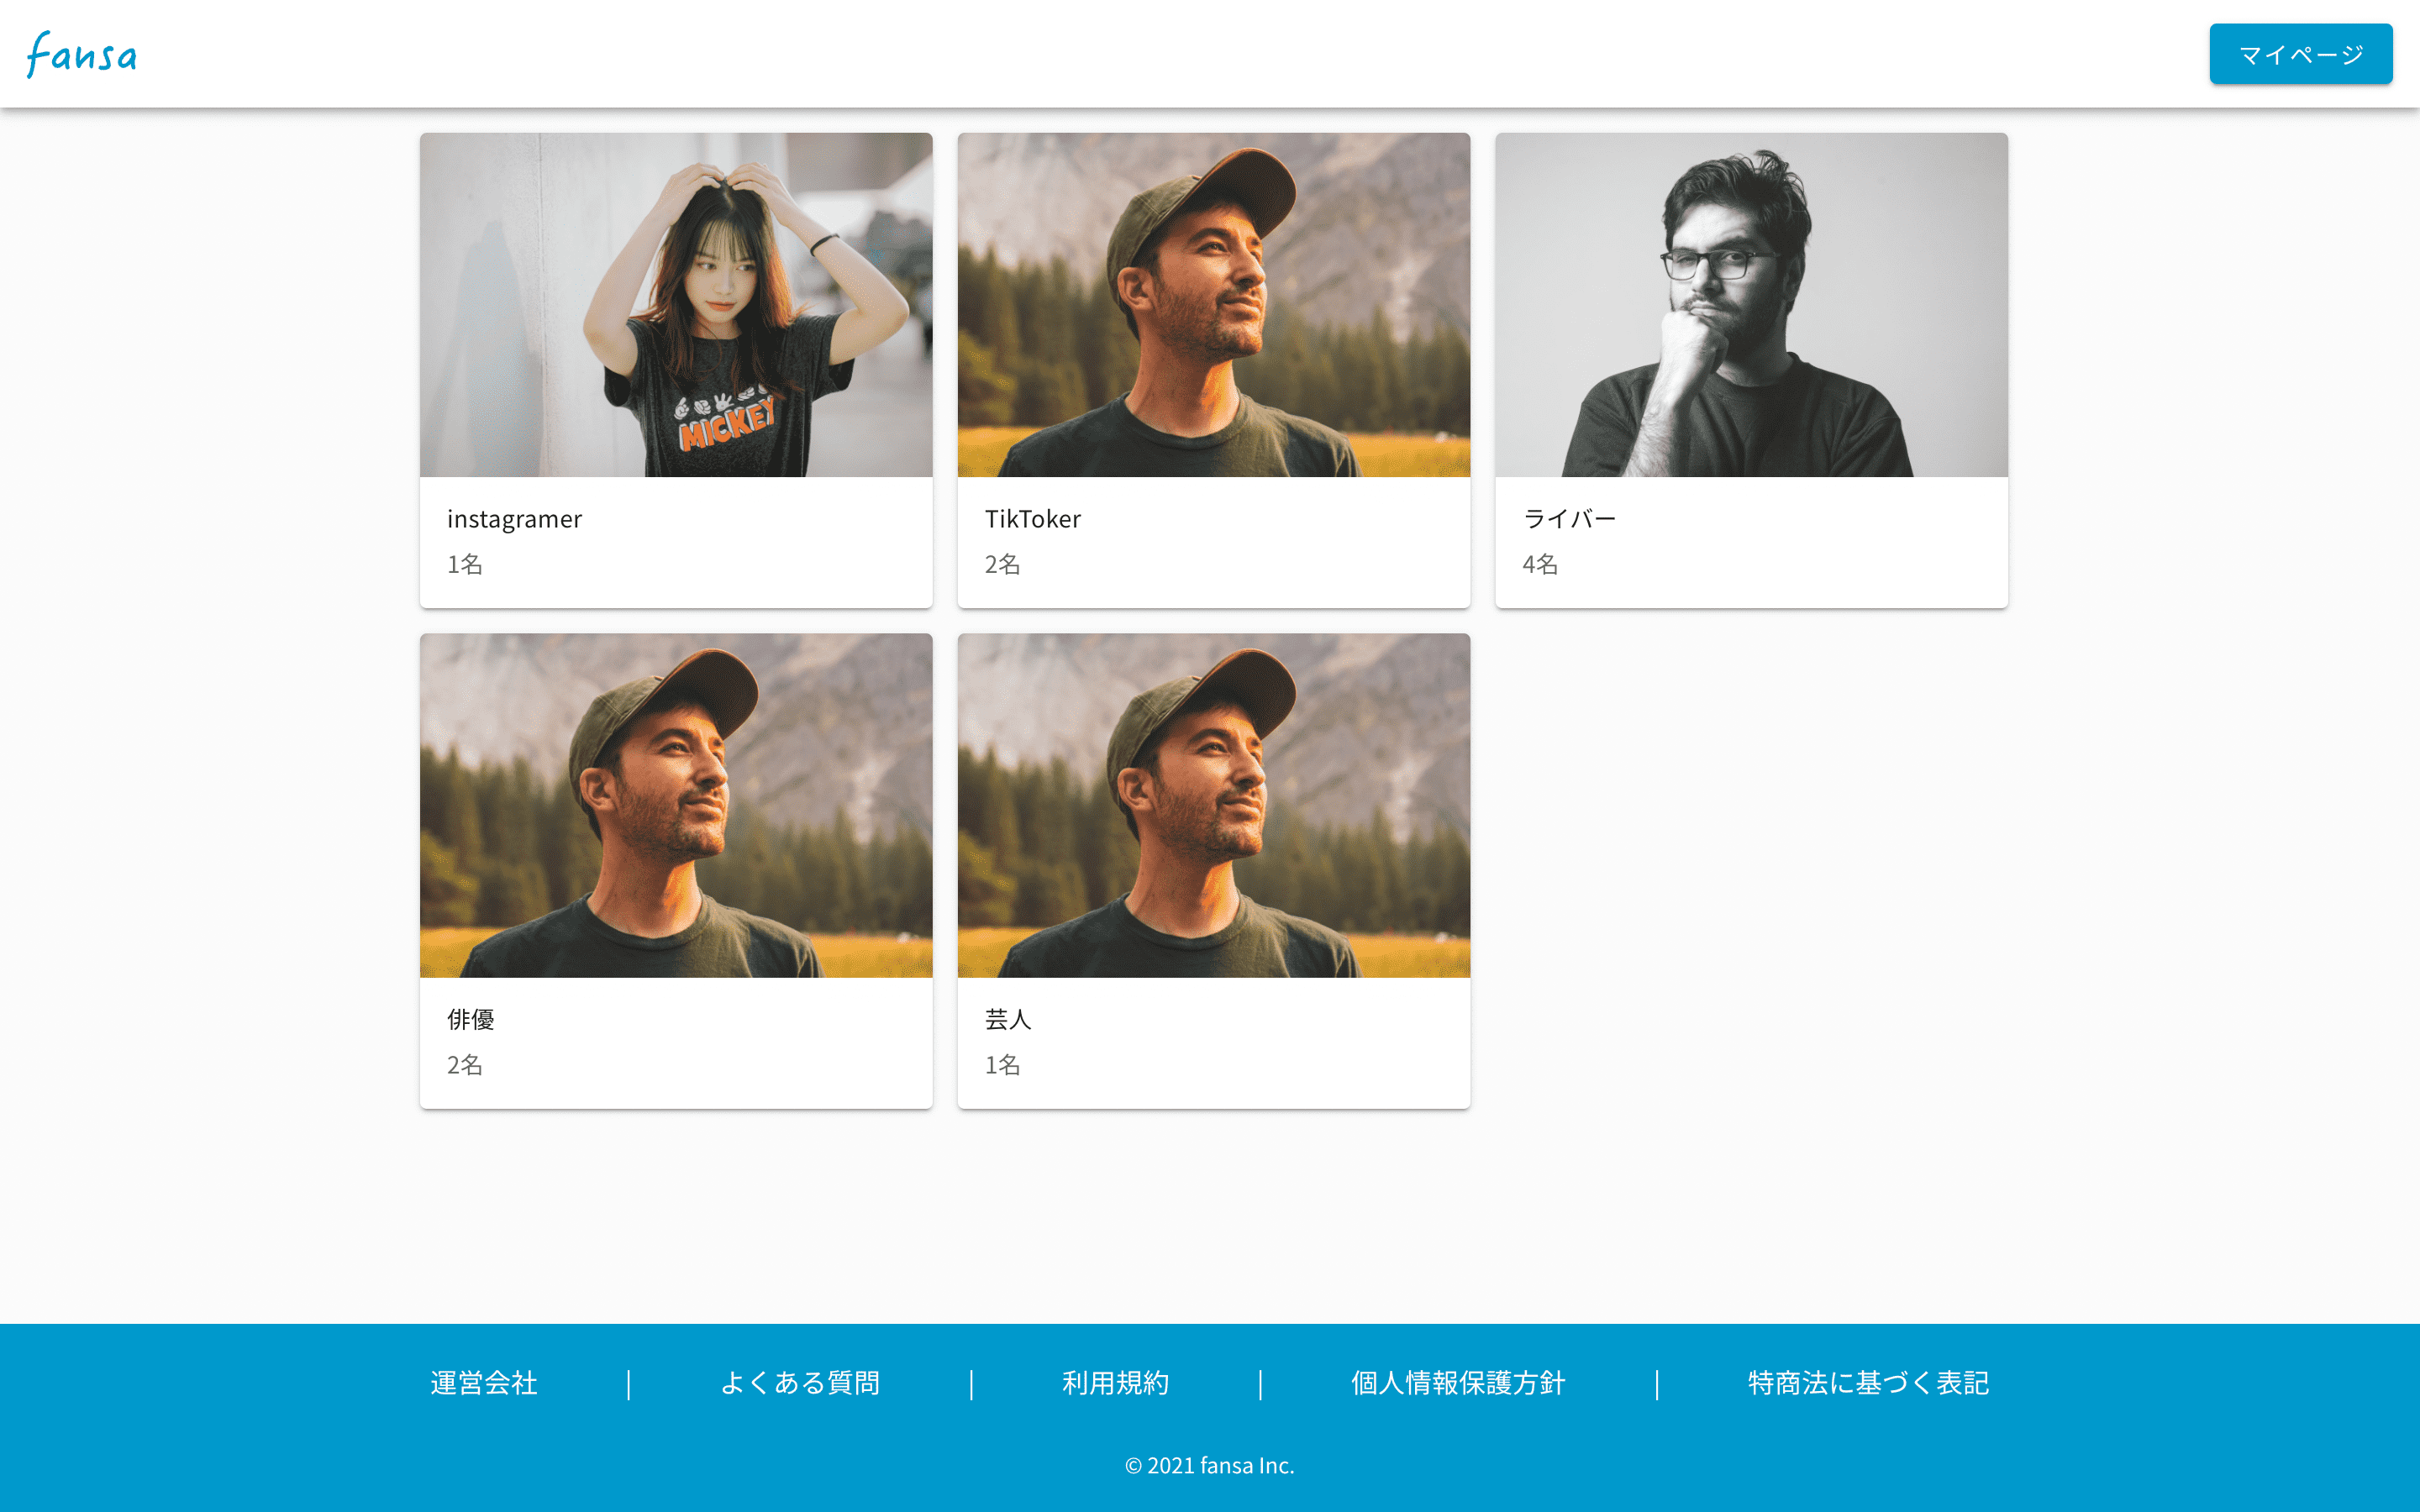 fansa
マイページ
MICKEY
instagramer
1名
TikToker
2名
ライバー
4名
俳優
2名
芸人
1名
運営会社 | よくある質問 | 利用規約 | 個人情報保護方針 | 特商法に基づく表記
© 2021 fansa Inc.